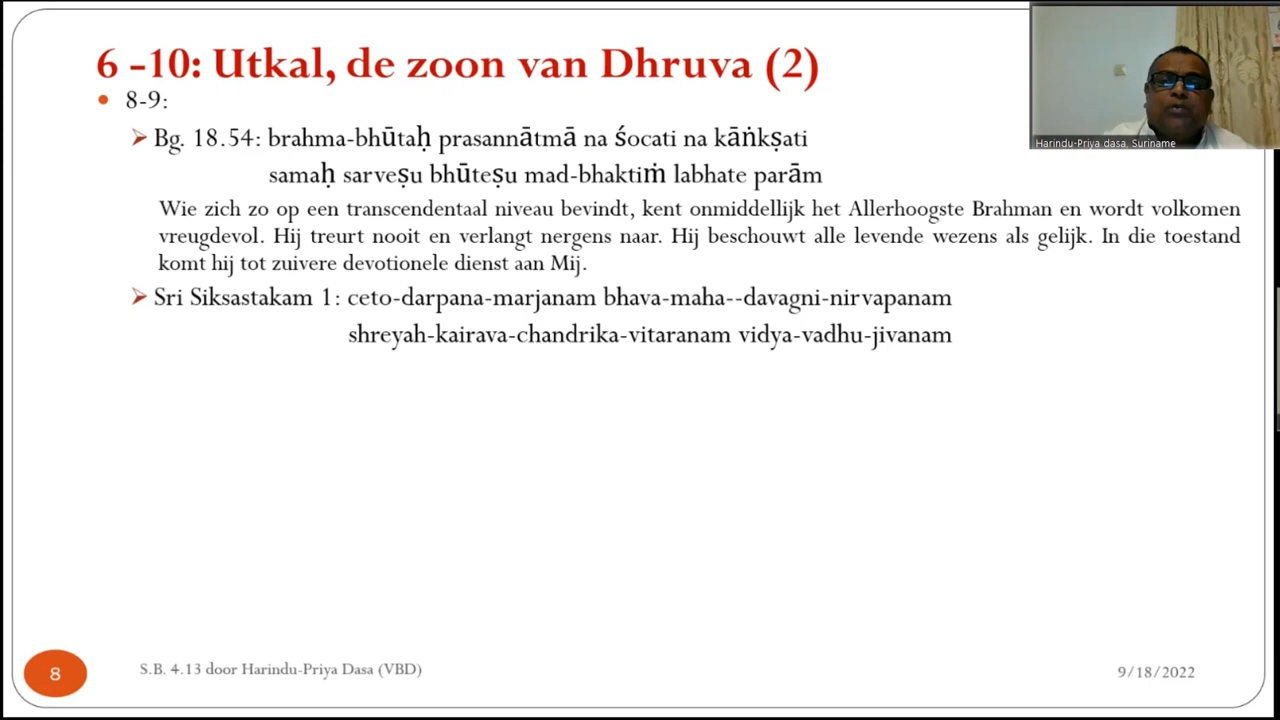 6 -10: Utkal, de zoon van Dhruva (2)
• 8-9:
➢ Bg. 18.54: brahma-bhūtaḥ prasannātmā na śocati na kāṅkṣati
samaḥ sarveṣu bhūteṣu mad-bhaktiṁ labhate parām
Wie zich zo op een transcendentaal niveau bevindt, kent onmiddellijk het Allerhoogste Brahman en wordt volkomen
vreugdevol. Hij treurt nooit en verlangt nergens naar. Hij beschouwt alle levende wezens als gelijk. In die toestand
komt hij tot zuivere devotionele dienst aan Mij.
➢ Sri Siksastakam 1: ceto-darpana-marjanam bhava-maha--davagni-nirvapanam
shreyah-kairava-chandrika-vitaranam vidya-vadhu-jivanam
Harindu-Priya dasa, Suriname
8
S.B. 4.13 door Harindu-Priya Dasa (VBD)
9/18/2022